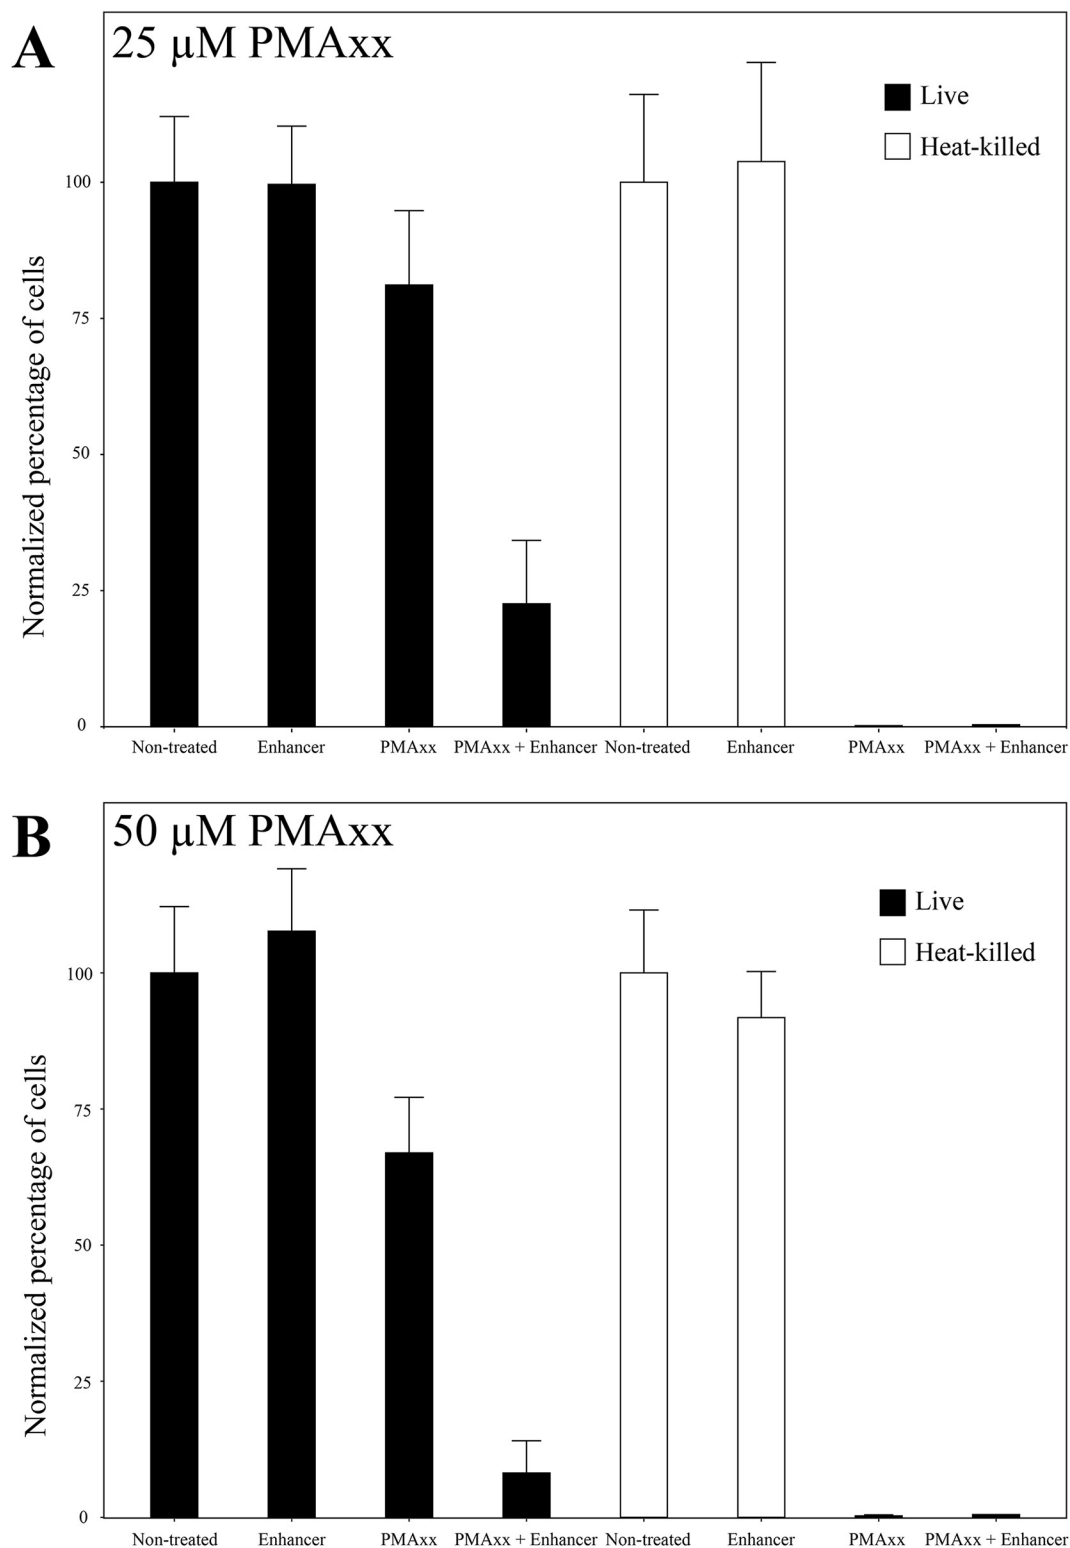 A
25 μM PMAxx
Live
Heat-killed
Normalized percentage of cells
100
75
50
25
0
Non-treated Enhancer PMAxx PMAxx + Enhancer Non-treated Enhancer PMAxx PMAxx + Enhancer
B
50 μM PMAxx
Live
Heat-killed
Normalized percentage of cells
100
75
50
25
0
Non-treated Enhancer PMAxx PMAxx + Enhancer Non-treated Enhancer PMAxx PMAxx + Enhancer